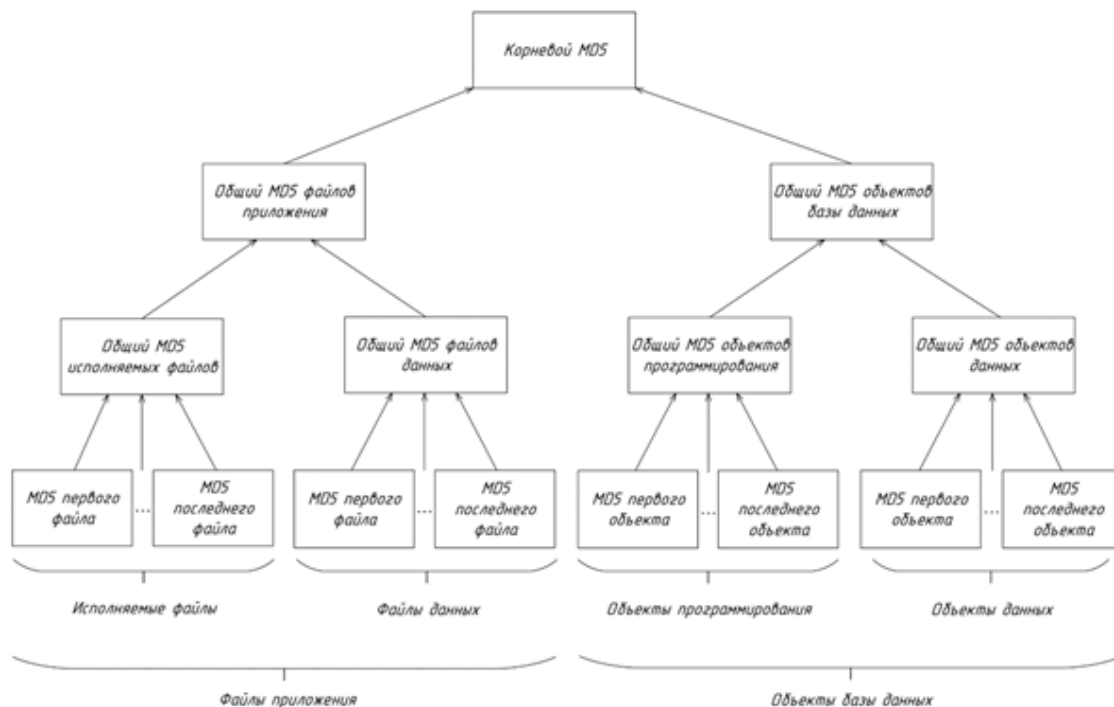 Корневой MD5
Общий MD5 файлов
приложения
Общий MD5 объектов
базы данных
Общий MD5
исполняемых файлов
Общий MD5 файлов
данных
Общий MD5 объектов
программирования
Общий MD5 объектов
данных
MD5 первого
файла
...
MD5
последнего
файла
MD5 первого
файла
...
MD5
последнего
файла
MD5 первого
объекта
...
MD5
последнего
объекта
MD5 первого
объекта
...
MD5
последнего
объекта
Исполняемые файлы
Файлы данных
Объекты программирования
Объекты данных
Файлы приложения
Объекты базы данных